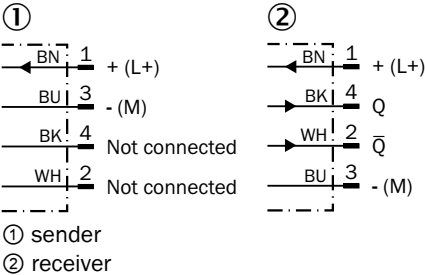 ① ②
BN 1 + (L+)
BU 3 - (M)
BK 4 Not connected
WH 2 Not connected
BN 1 + (L+)
BK 4 Q
WH 2 Q̅
BU 3 - (M)
① sender
② receiver